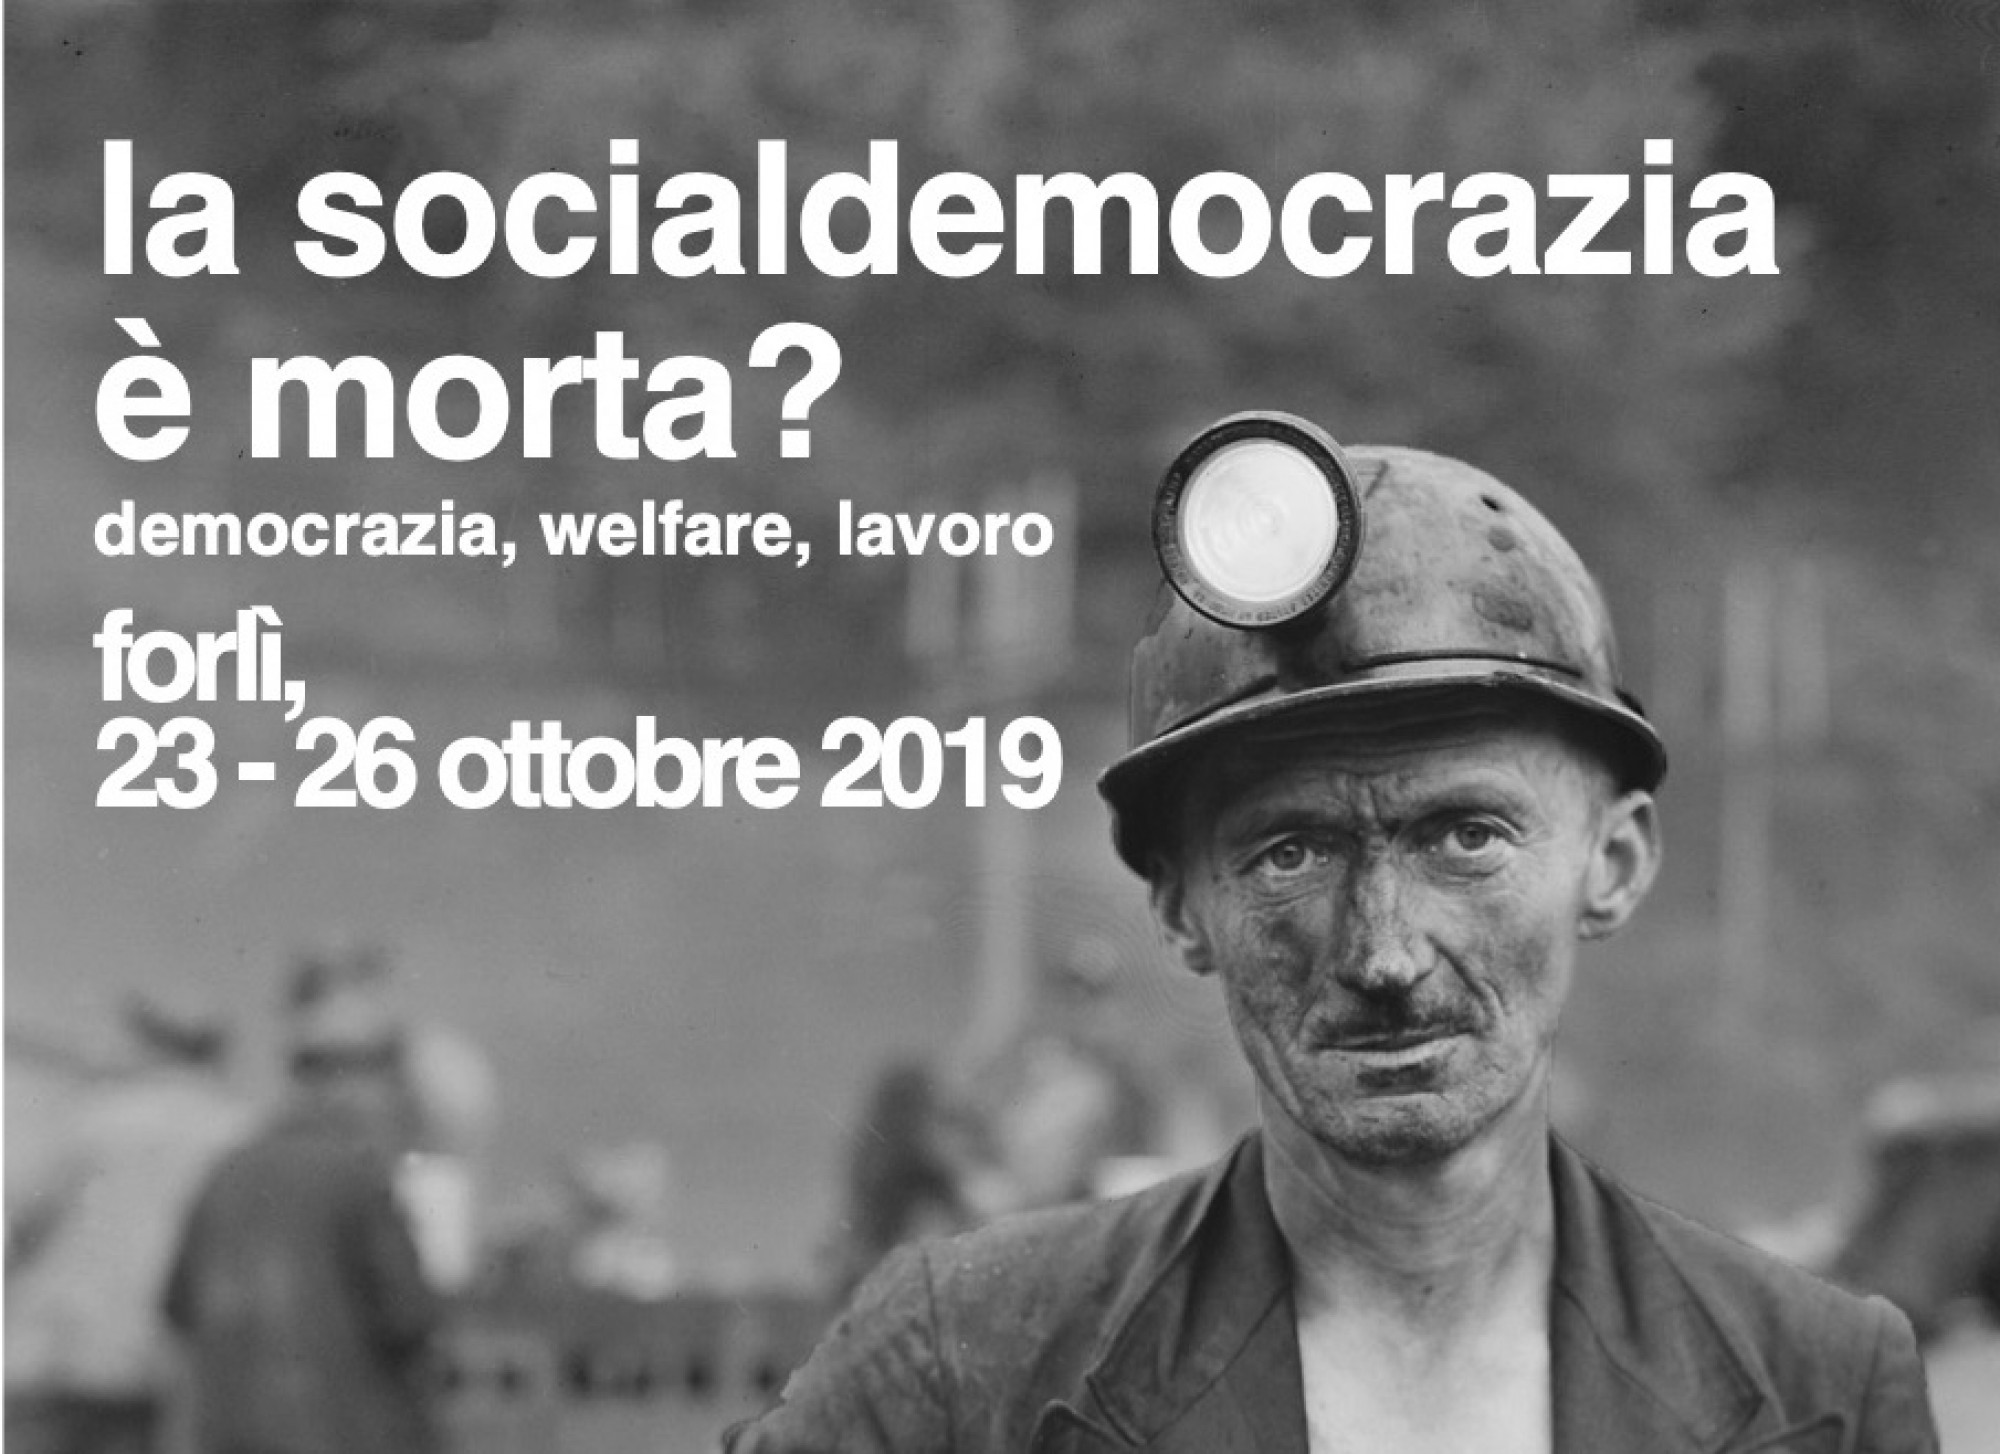 la socialdemocrazia
è morta?
democrazia, welfare, lavoro
forlì,
23 - 26 ottobre 2019